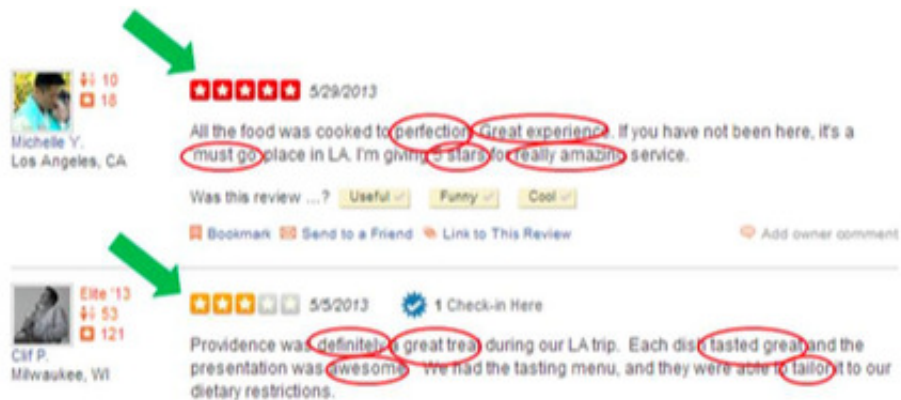 10
18
5/29/2013
Michelle Y.
Los Angeles, CA
All the food was cooked to perfection. Great experience. If you have not been here, it's a
must go place in LA. I'm giving 5 stars for really amazing service.
Was this review ...? Useful Funny Cool
Bookmark Send to a Friend Link to This Review Add owner comment
Elite '13
53
121
5/5/2013 1 Check-in Here
Clif P.
Milwaukee, WI
Providence was definitely a great treat during our LA trip. Each dish tasted great and the
presentation was awesome. We had the tasting menu, and they were able to tailor it to our
dietary restrictions.